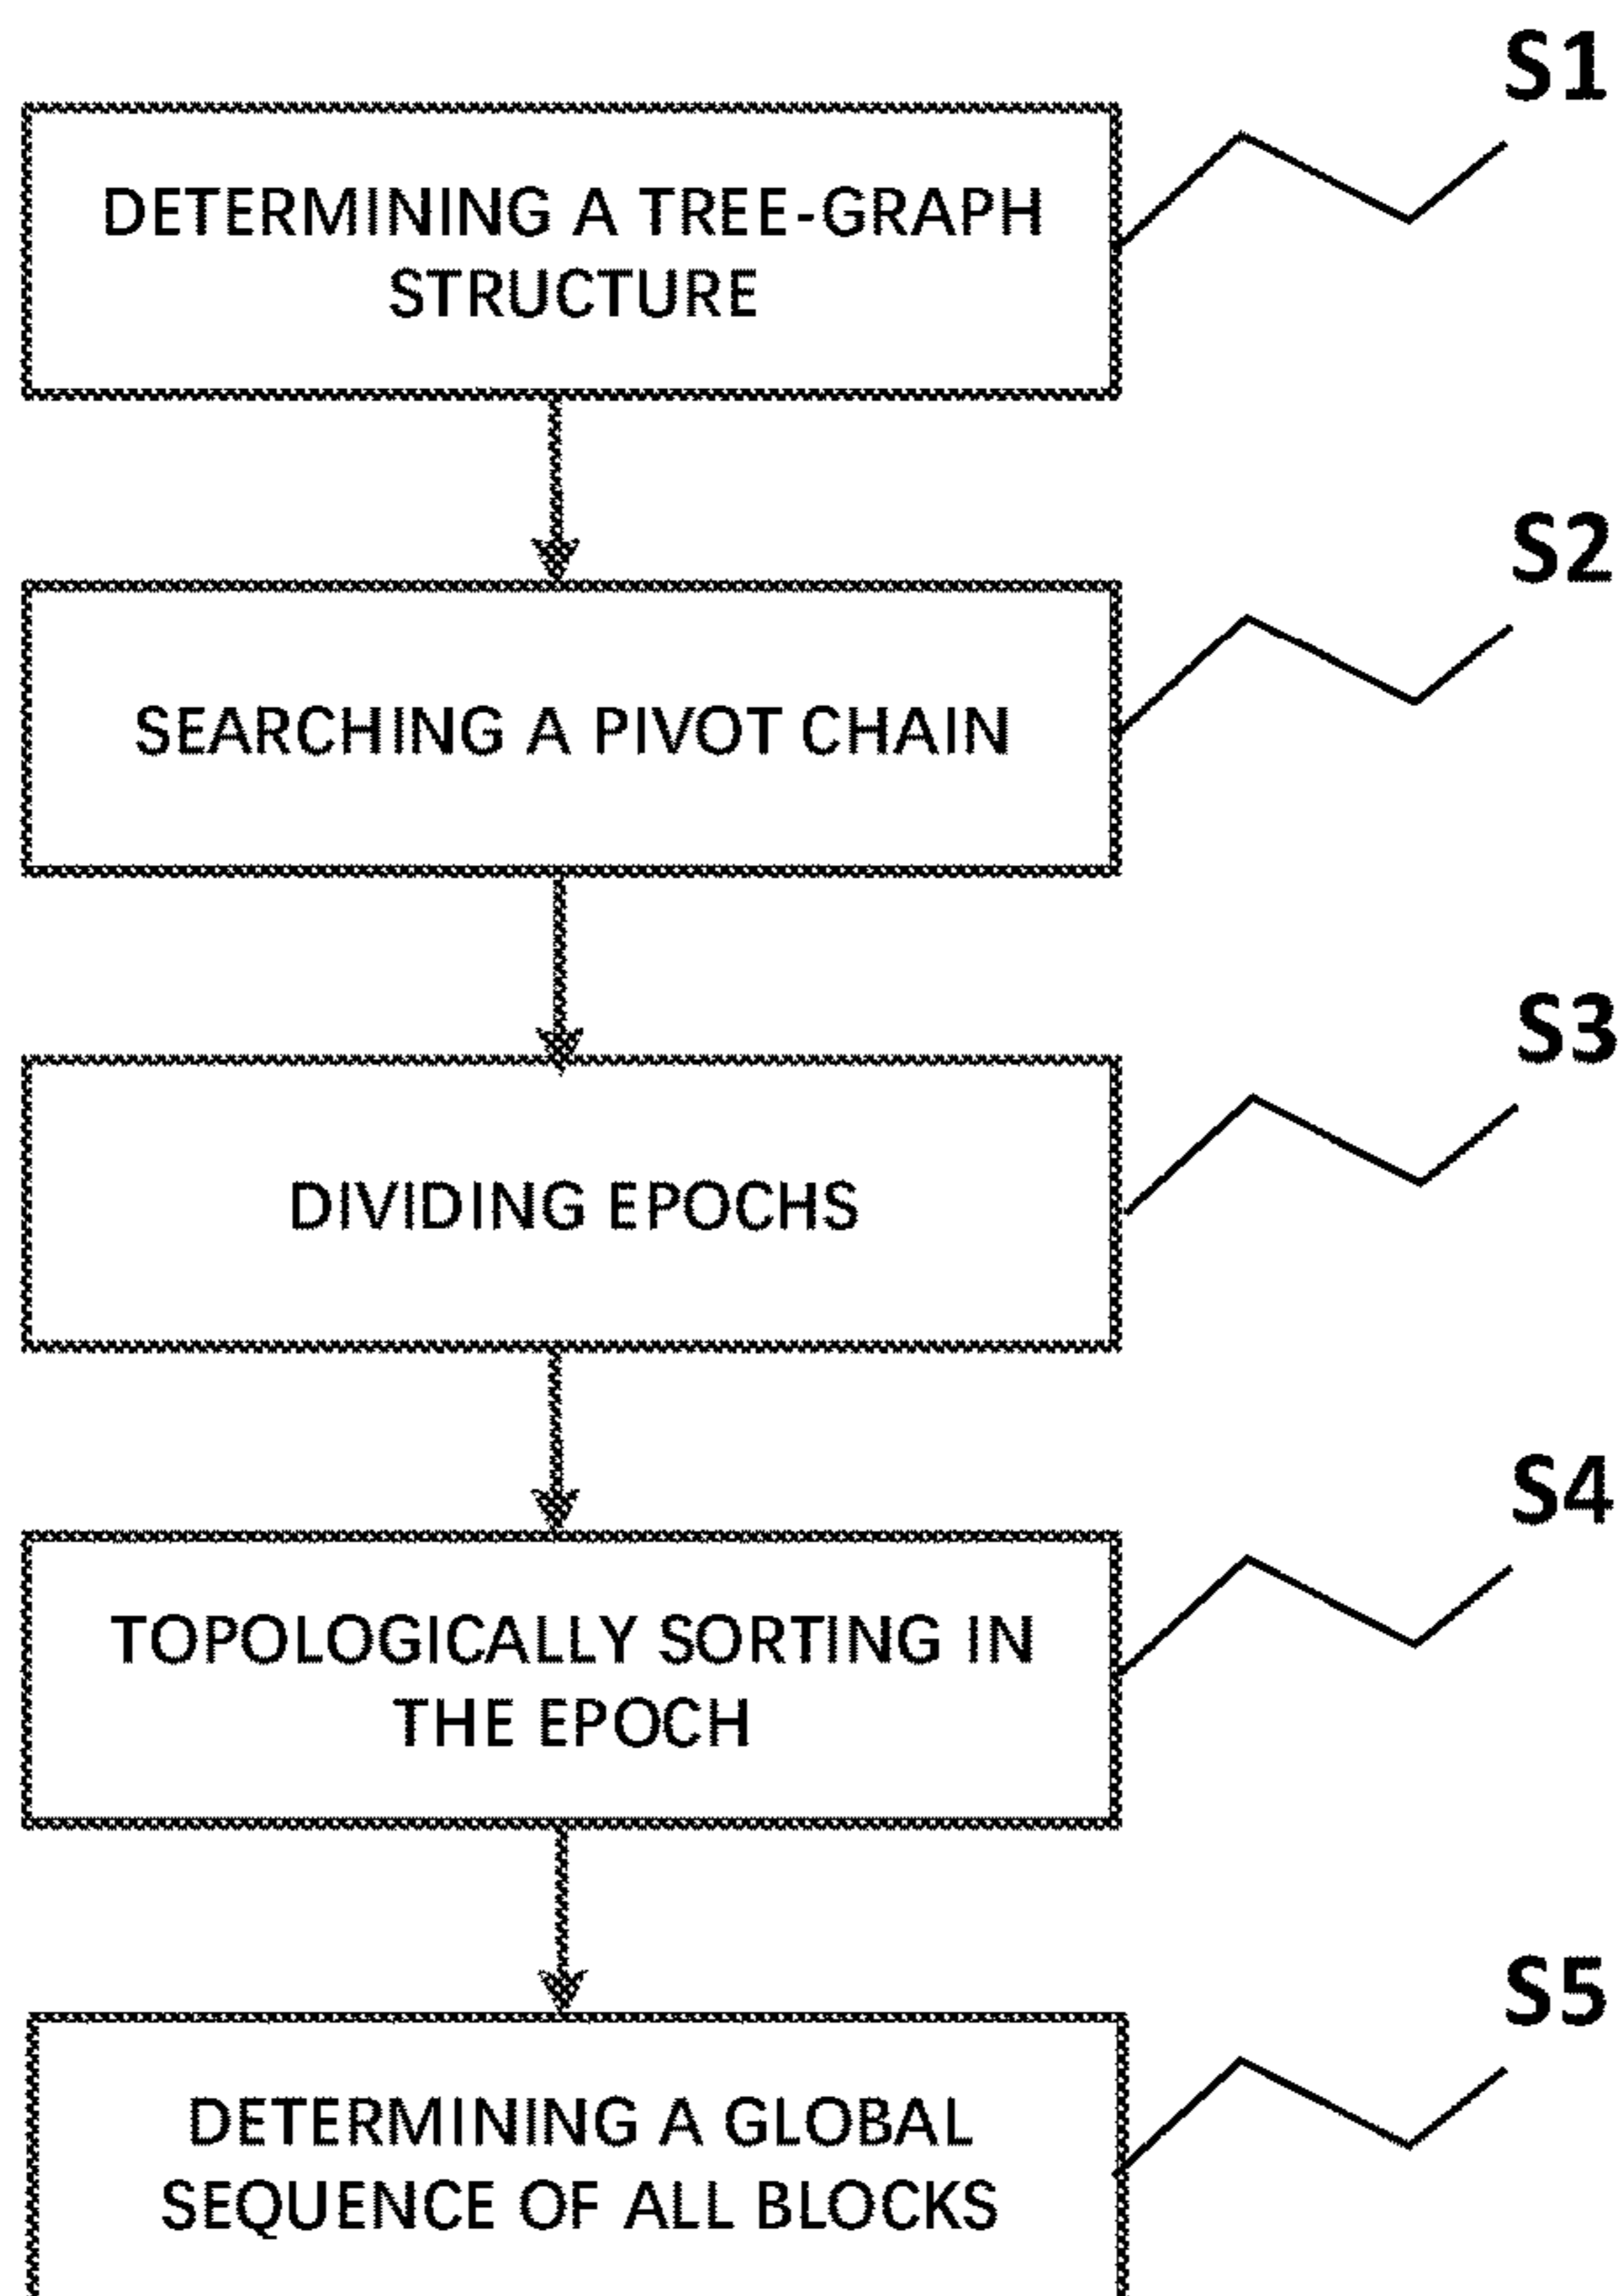 S1
DETERMINING A TREE-GRAPH
STRUCTURE
S2
SEARCHING A PIVOT CHAIN
S3
DIVIDING EPOCHS
S4
TOPOLOGICALLY SORTING IN
THE EPOCH
S5
DETERMINING A GLOBAL
SEQUENCE OF ALL BLOCKS